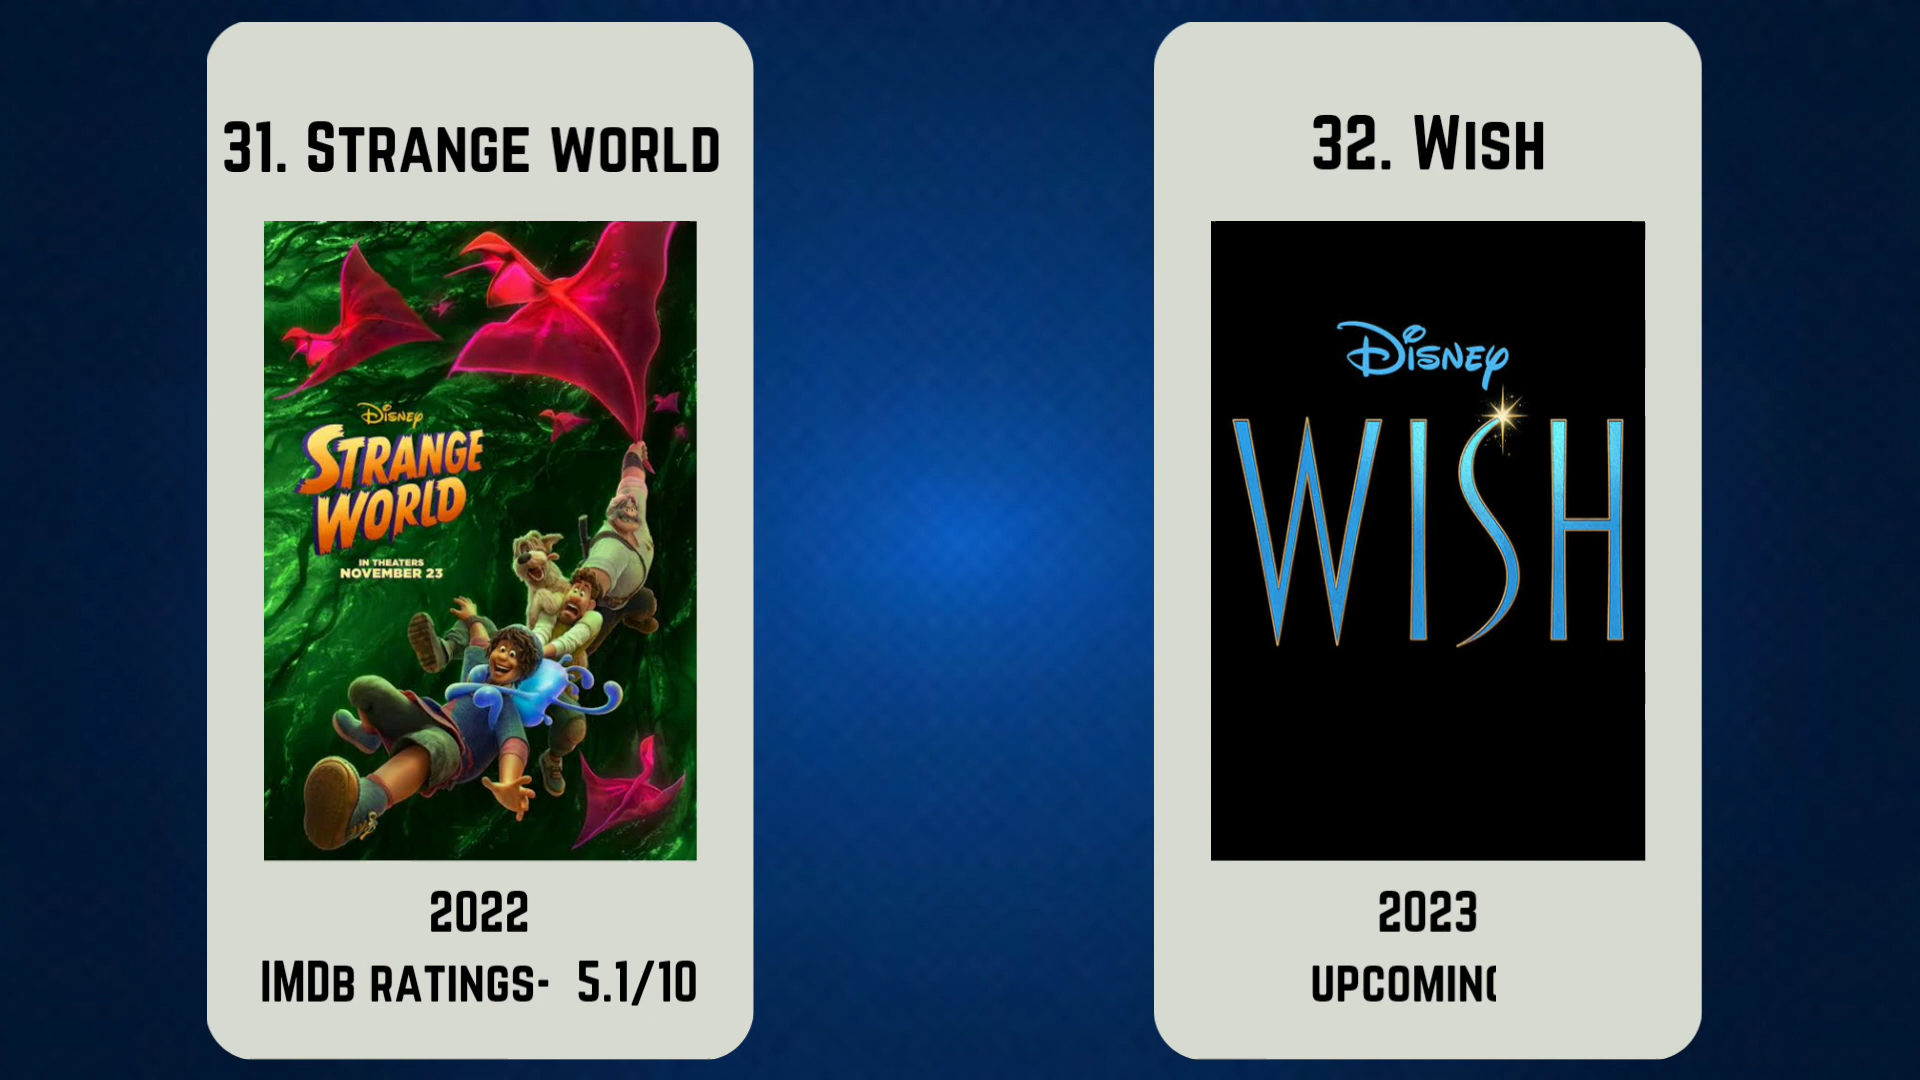 31. Strange world
Disney
STRANGE
WORLD
IN THEATERS
NOVEMBER 23
2022
IMDb ratings- 5.1/10
32. Wish
Disney
WISH
2023
upcoming